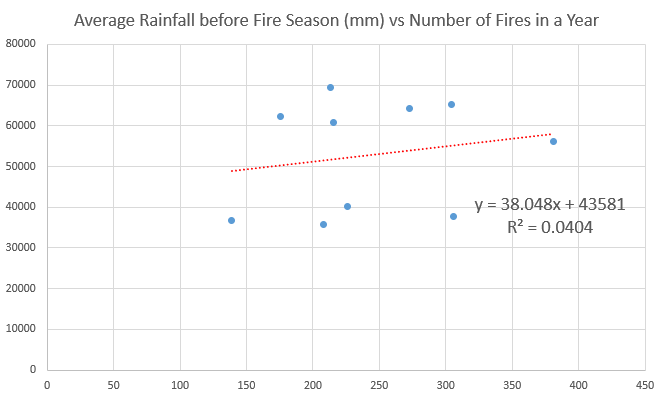 Average Rainfall before Fire Season (mm) vs Number of Fires in a Year
80000
70000
60000
50000
40000
30000
20000
10000
0
y = 38.048x + 43581
R² = 0.0404
0 50 100 150 200 250 300 350 400 450